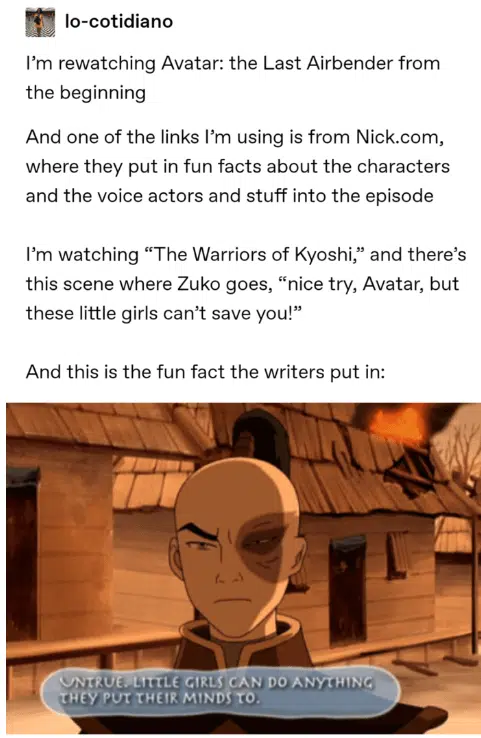 lo-cotidiano
I'm rewatching Avatar: the Last Airbender from
the beginning
And one of the links I'm using is from Nick.com,
where they put in fun facts about the characters
and the voice actors and stuff into the episode
I'm watching “The Warriors of Kyoshi,” and there's
this scene where Zuko goes, “nice try, Avatar, but
these little girls can't save you!”
And this is the fun fact the writers put in:
UNTRUE. LITTLE GIRLS CAN DO ANYTHING
THEY PUT THEIR MINDS TO.